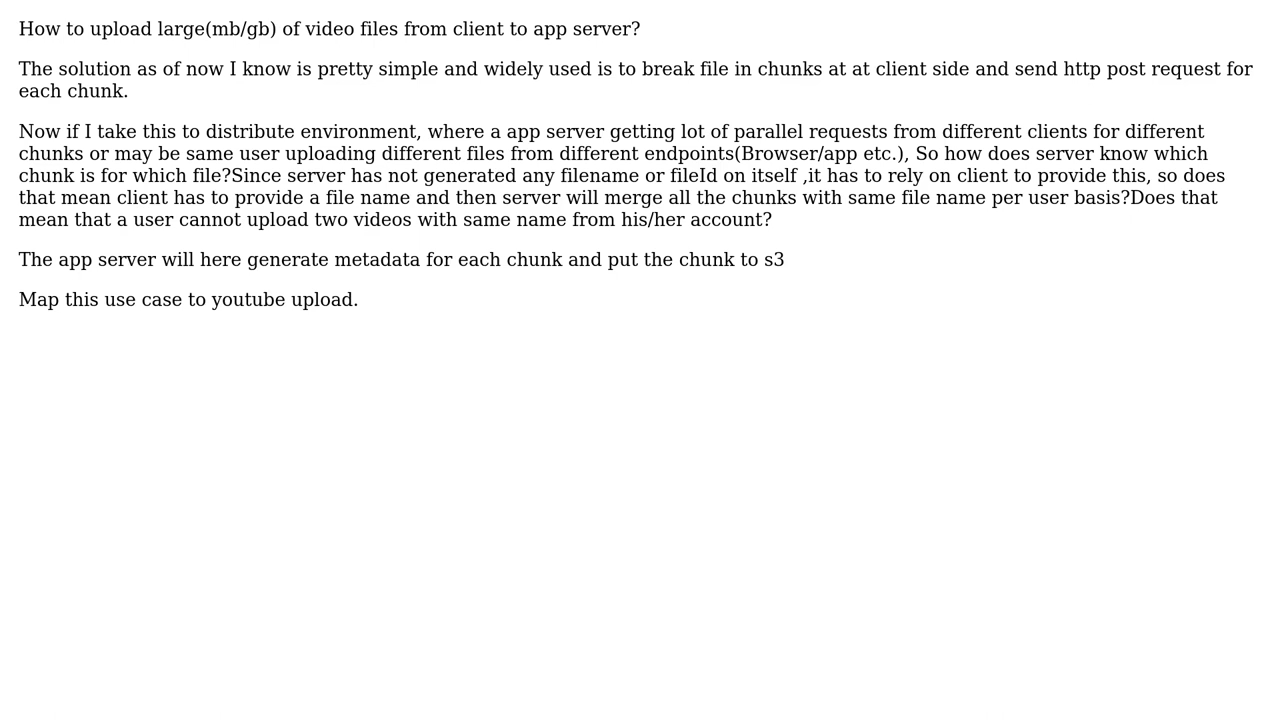 How to upload large(mb/gb) of video files from client to app server?
The solution as of now I know is pretty simple and widely used is to break file in chunks at at client side and send http post request for
each chunk.
Now if I take this to distribute environment, where a app server getting lot of parallel requests from different clients for different
chunks or may be same user uploading different files from different endpoints(Browser/app etc.), So how does server know which
chunk is for which file?Since server has not generated any filename or fileId on itself ,it has to rely on client to provide this, so does
that mean client has to provide a file name and then server will merge all the chunks with same file name per user basis?Does that
mean that a user cannot upload two videos with same name from his/her account?
The app server will here generate metadata for each chunk and put the chunk to s3
Map this use case to youtube upload.